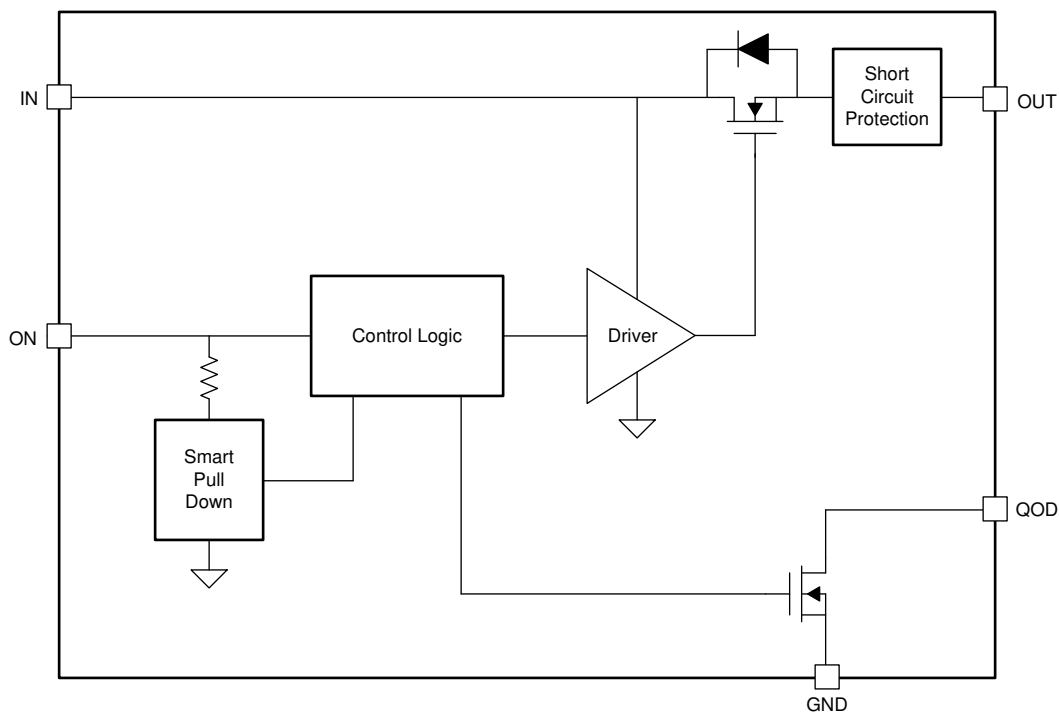 IN
Short
Circuit
Protection
OUT
ON
Control Logic
Driver
Smart
Pull
Down
QOD
GND